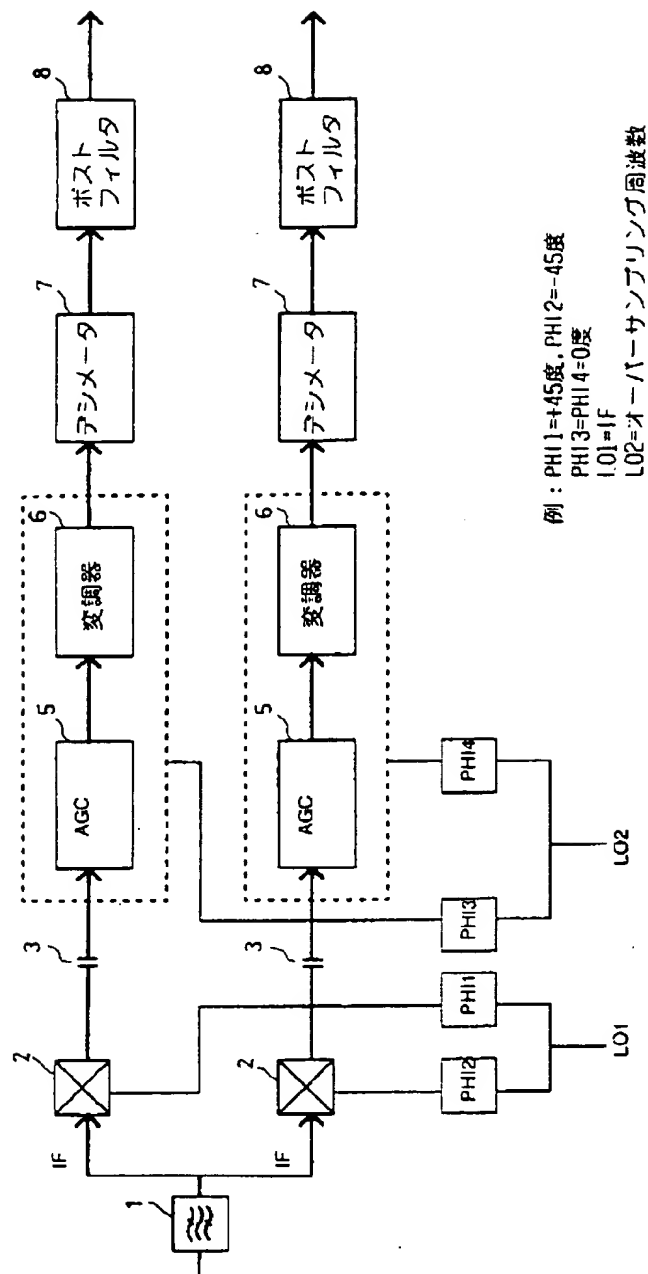 1
IF
IF
2
2
3
3
AGC
5
AGC
5
変調器
6
変調器
6
デシメータ
7
デシメータ
7
ポスト
フィルタ
8
ポスト
フィルタ
8
PHI2
PHI1
LO1
PHI3
PHI4
LO2
例：PHI1=+45度, PHI2=-45度
PHI3=PHI4=0度
LO1=IF
LO2=オーバーサンプリング周波数